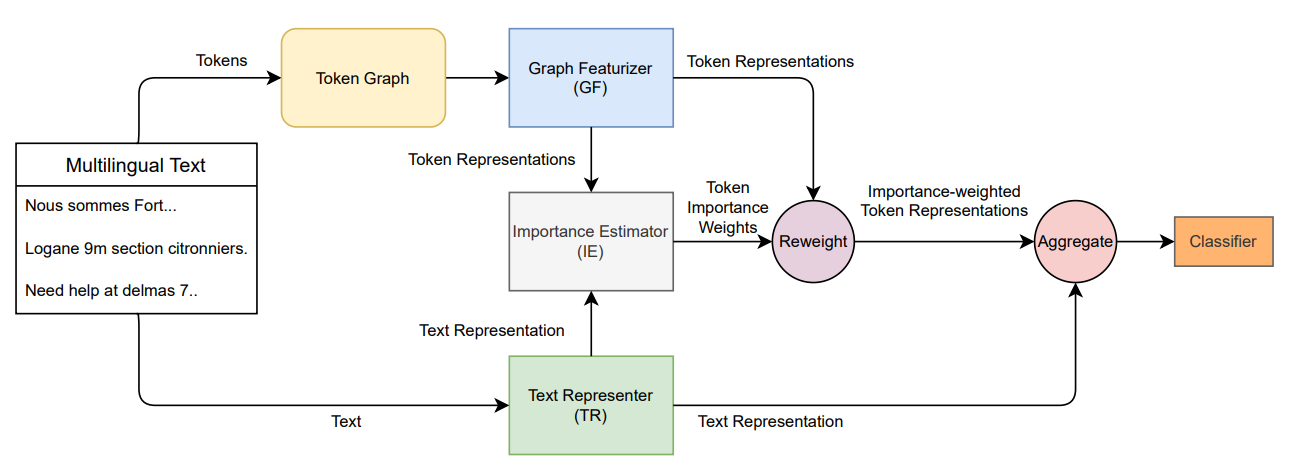 Tokens
Token Graph
Graph Featurizer
(GF)
Token Representations
Multilingual Text
Nous sommes Fort...
Logane 9m section citronniers.
Need help at delmas 7..
Token Representations
Importance Estimator
(IE)
Token
Importance
Weights
Reweight
Importance-weighted
Token Representations
Aggregate
Classifier
Text Representation
Text
Text Representer
(TR)
Text Representation